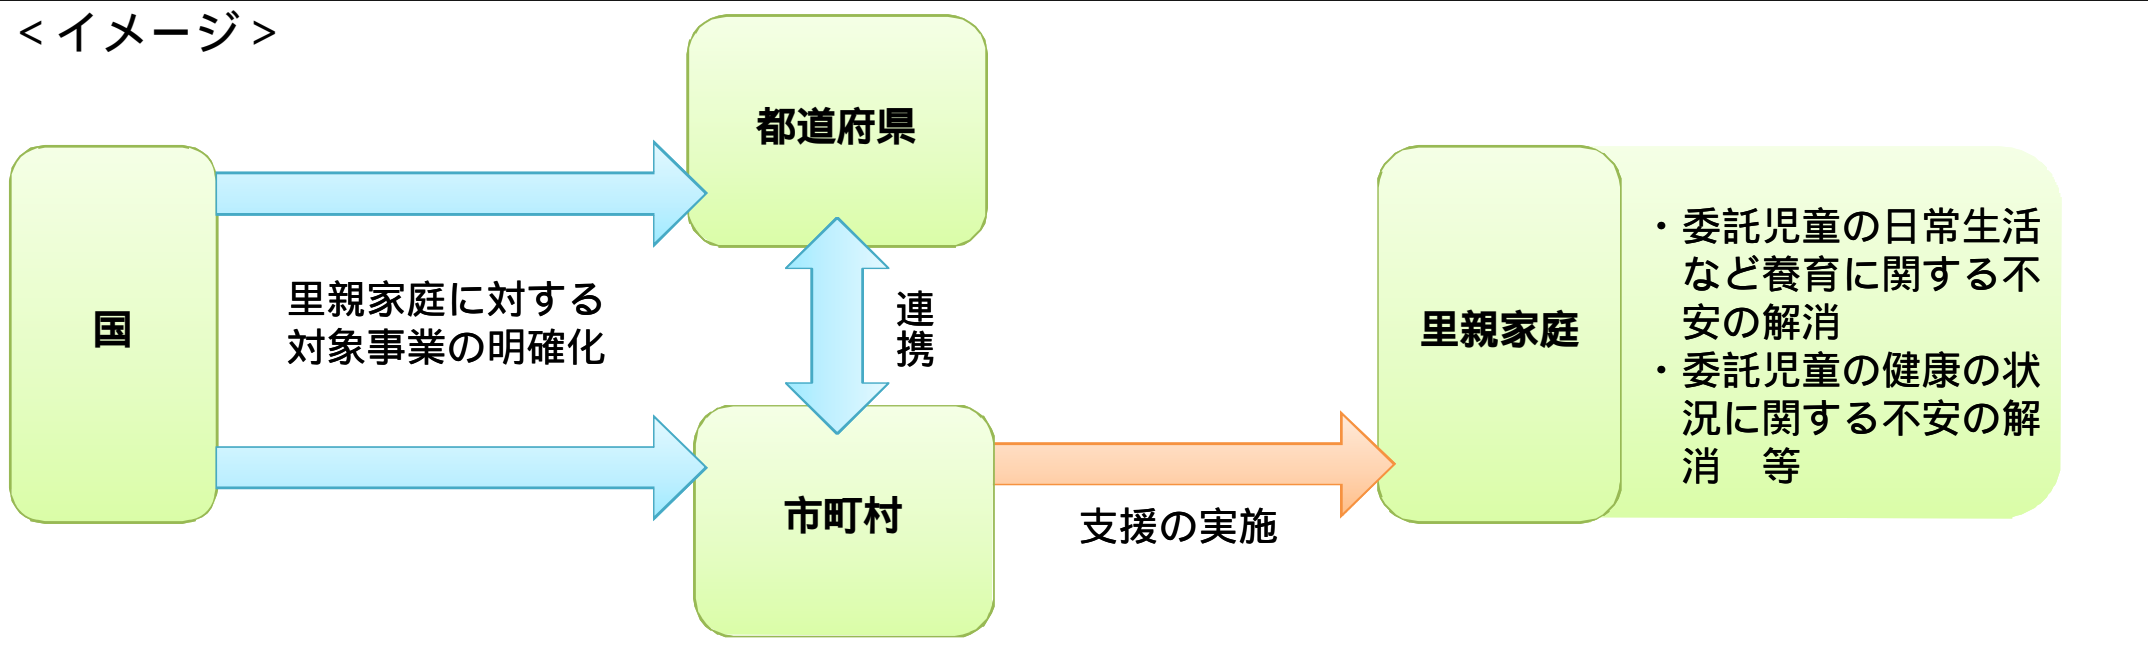 ＜イメージ＞
都道府県
国
里親家庭に対する
対象事業の明確化
連携
市町村
支援の実施
里親家庭
・委託児童の日常生活
など養育に関する不
安の解消
・委託児童の健康の状
況に関する不安の解
消　等